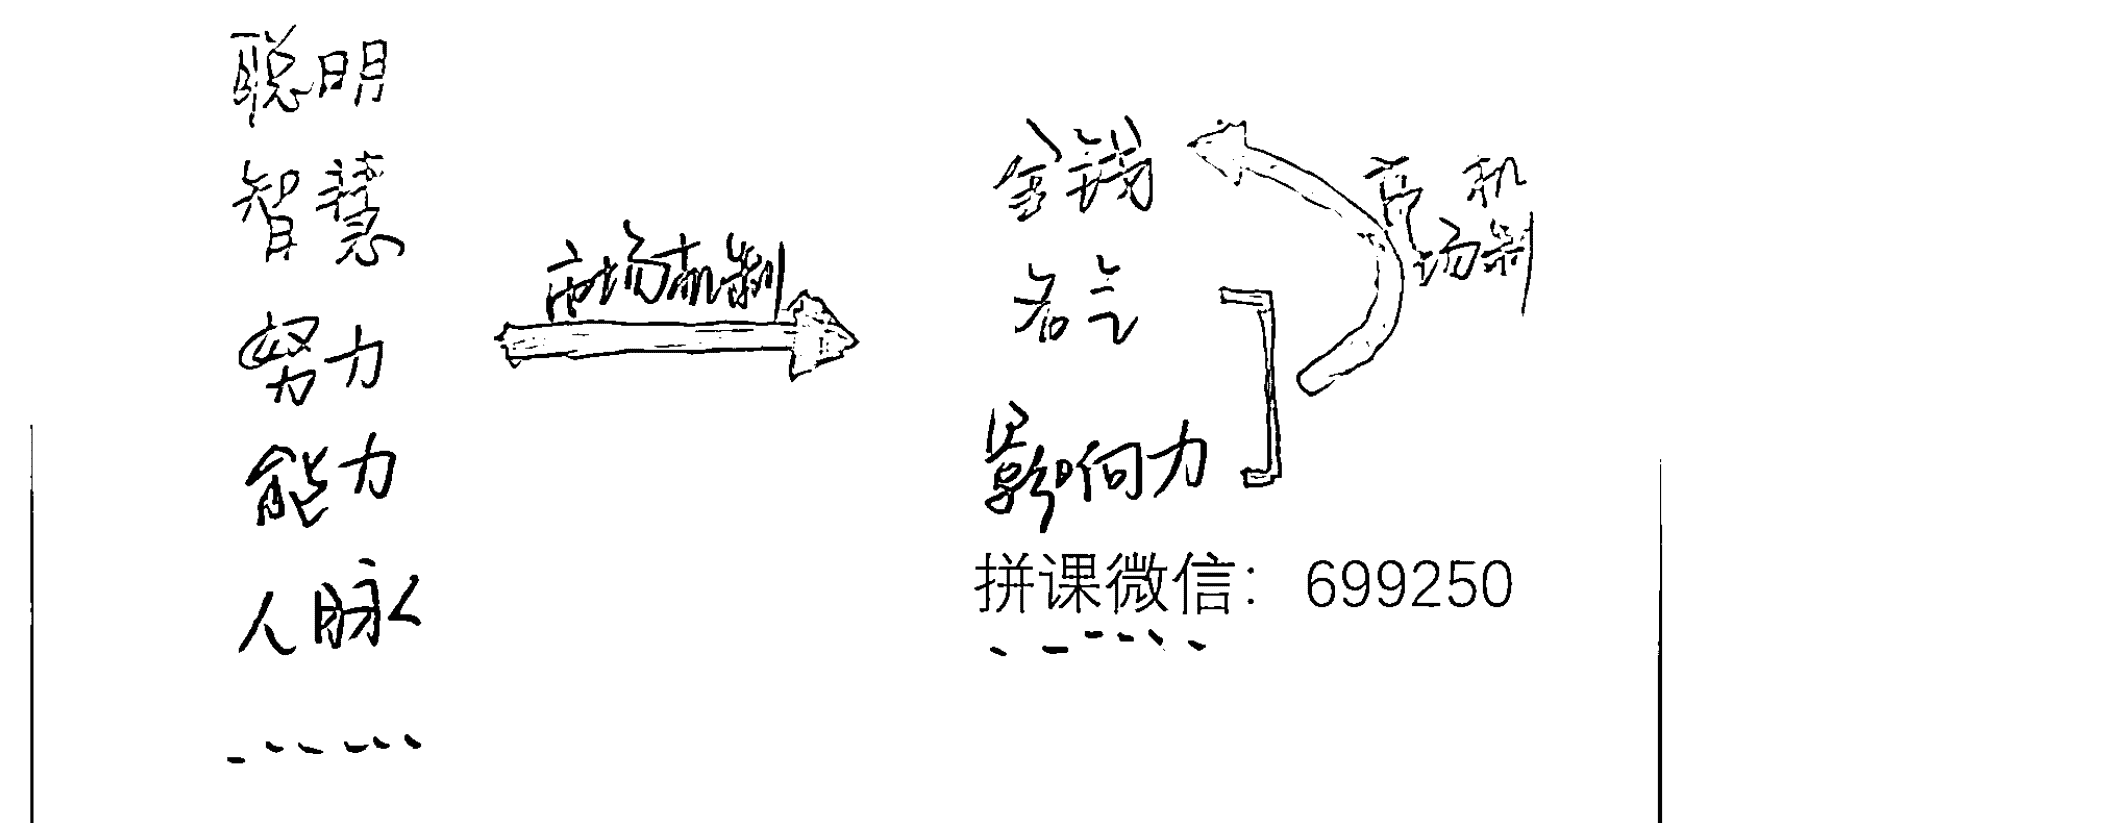 聪明
智慧
努力
能力
人脉
……
市场机制
金钱
名气
影响力
市场机制
拼课微信：699250
……